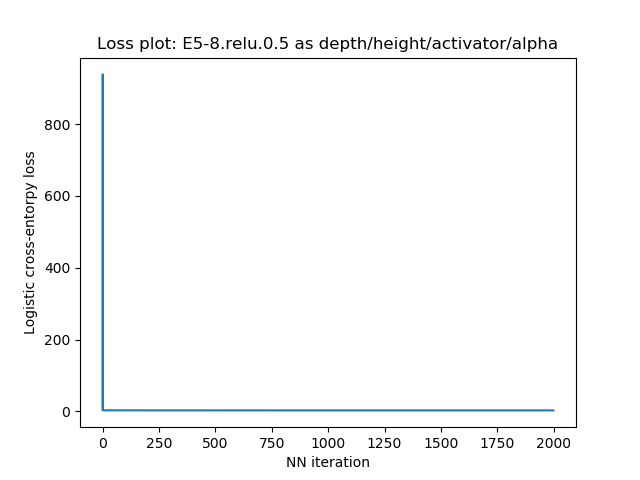 Loss plot: E5-8.relu.0.5 as depth/height/activator/alpha
Logistic cross-entorpy loss
800
600
400
200
0
0 250 500 750 1000 1250 1500 1750 2000
NN iteration